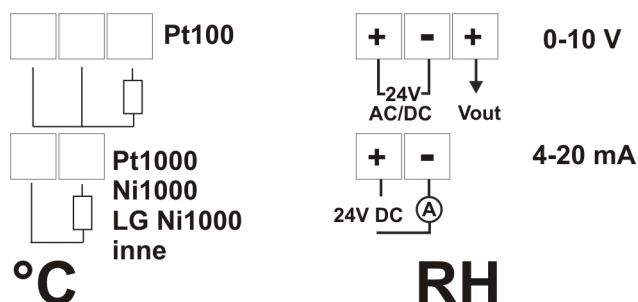 Pt100
Pt1000
Ni1000
LG Ni1000
inne
°C
+ - + 0-10 V
24V
AC/DC Vout
+ - 4-20 mA
24V DC A
RH